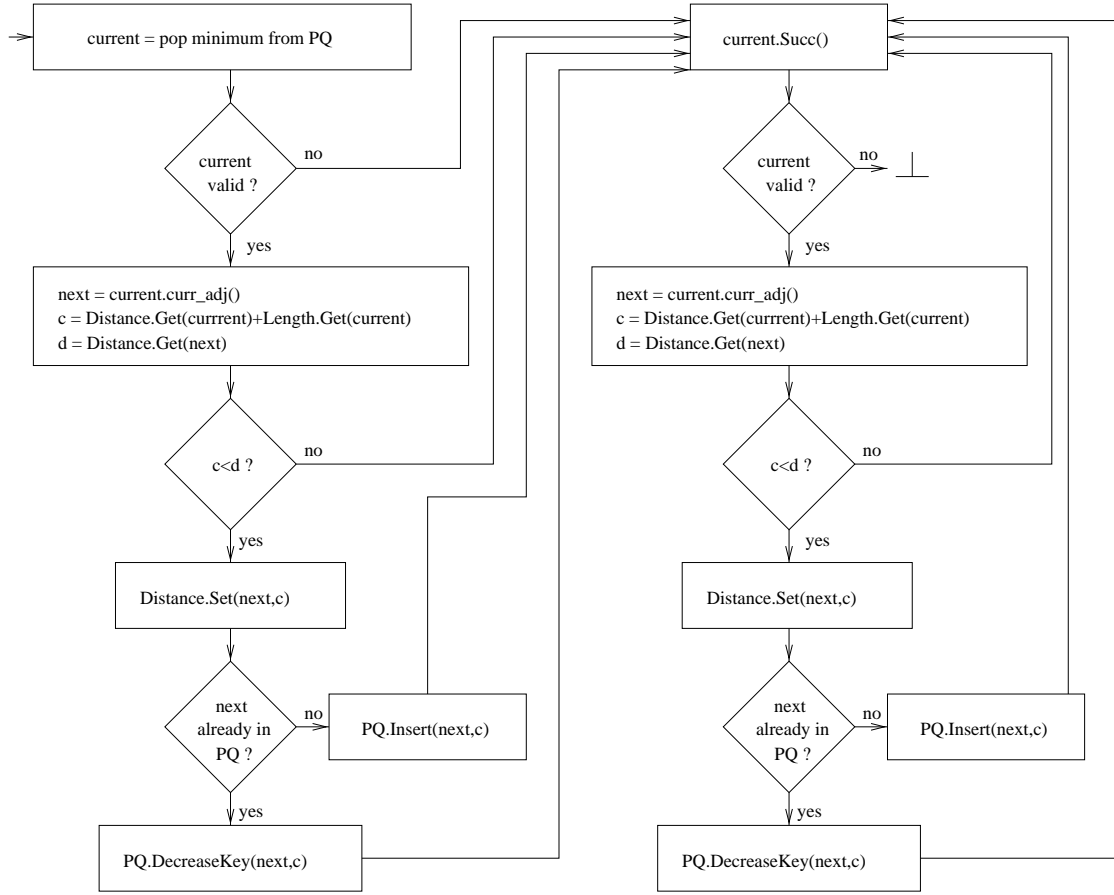 current = pop minimum from PQ
current
valid ?
no
yes
next = current.curr_adj()
c = Distance.Get(currrent)+Length.Get(current)
d = Distance.Get(next)
c<d ?
no
yes
Distance.Set(next,c)
next
already in
PQ ?
no
PQ.Insert(next,c)
yes
PQ.DecreaseKey(next,c)
current.Succ()
current
valid ?
no
yes
next = current.curr_adj()
c = Distance.Get(currrent)+Length.Get(current)
d = Distance.Get(next)
c<d ?
no
yes
Distance.Set(next,c)
next
already in
PQ ?
no
PQ.Insert(next,c)
yes
PQ.DecreaseKey(next,c)